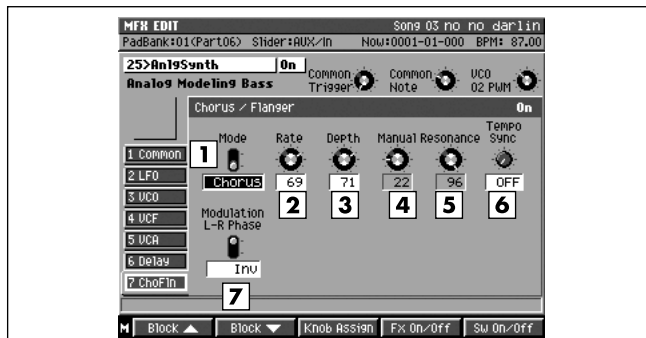 MFX EDIT Song 03 no no darlin
PadBank:01(Part06) Slider:AUX/In Now:0001-01-000 BPM: 87.00
25>AnlgSynth On
Analog Modeling Bass
Common Trigger
Common Note
VCO 02 PWM
Chorus / Flanger On
Mode Rate Depth Manual Resonance Tempo Sync
1
Chorus 69 71 22 96 OFF
2 3 4 5 6
Modulation
L-R Phase
Inv
7
1 Common
2 LFO
3 VCO
4 VCF
5 VCA
6 Delay
7 ChoFln
M Block ▲ Block ▼ Knob Assign Fx On/Off Sw On/Off